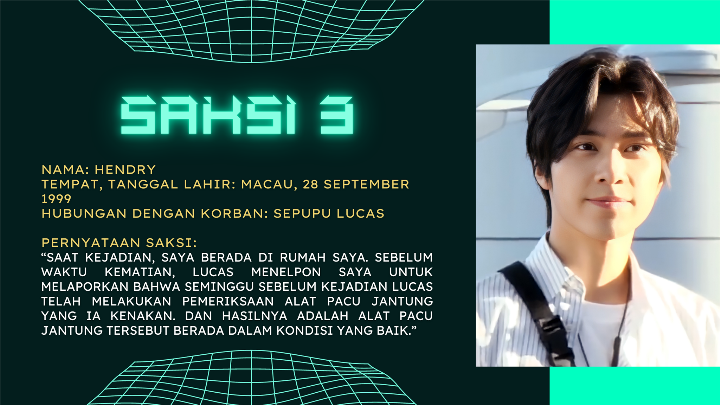 SAKSI 3
NAMA: HENDRY
TEMPAT, TANGGAL LAHIR: MACAU, 28 SEPTEMBER
1999
HUBUNGAN DENGAN KORBAN: SEPUPU LUCAS
PERNYATAAN SAKSI:
“SAAT KEJADIAN, SAYA BERADA DI RUMAH SAYA. SEBELUM
WAKTU KEMATIAN, LUCAS MENELPON SAYA UNTUK
MELAPORKAN BAHWA SEMINGGU SEBELUM KEJADIAN LUCAS
TELAH MELAKUKAN PEMERIKSAAN ALAT PACU JANTUNG
YANG IA KENAKAN. DAN HASILNYA ADALAH ALAT PACU
JANTUNG TERSEBUT BERADA DALAM KONDISI YANG BAIK.”